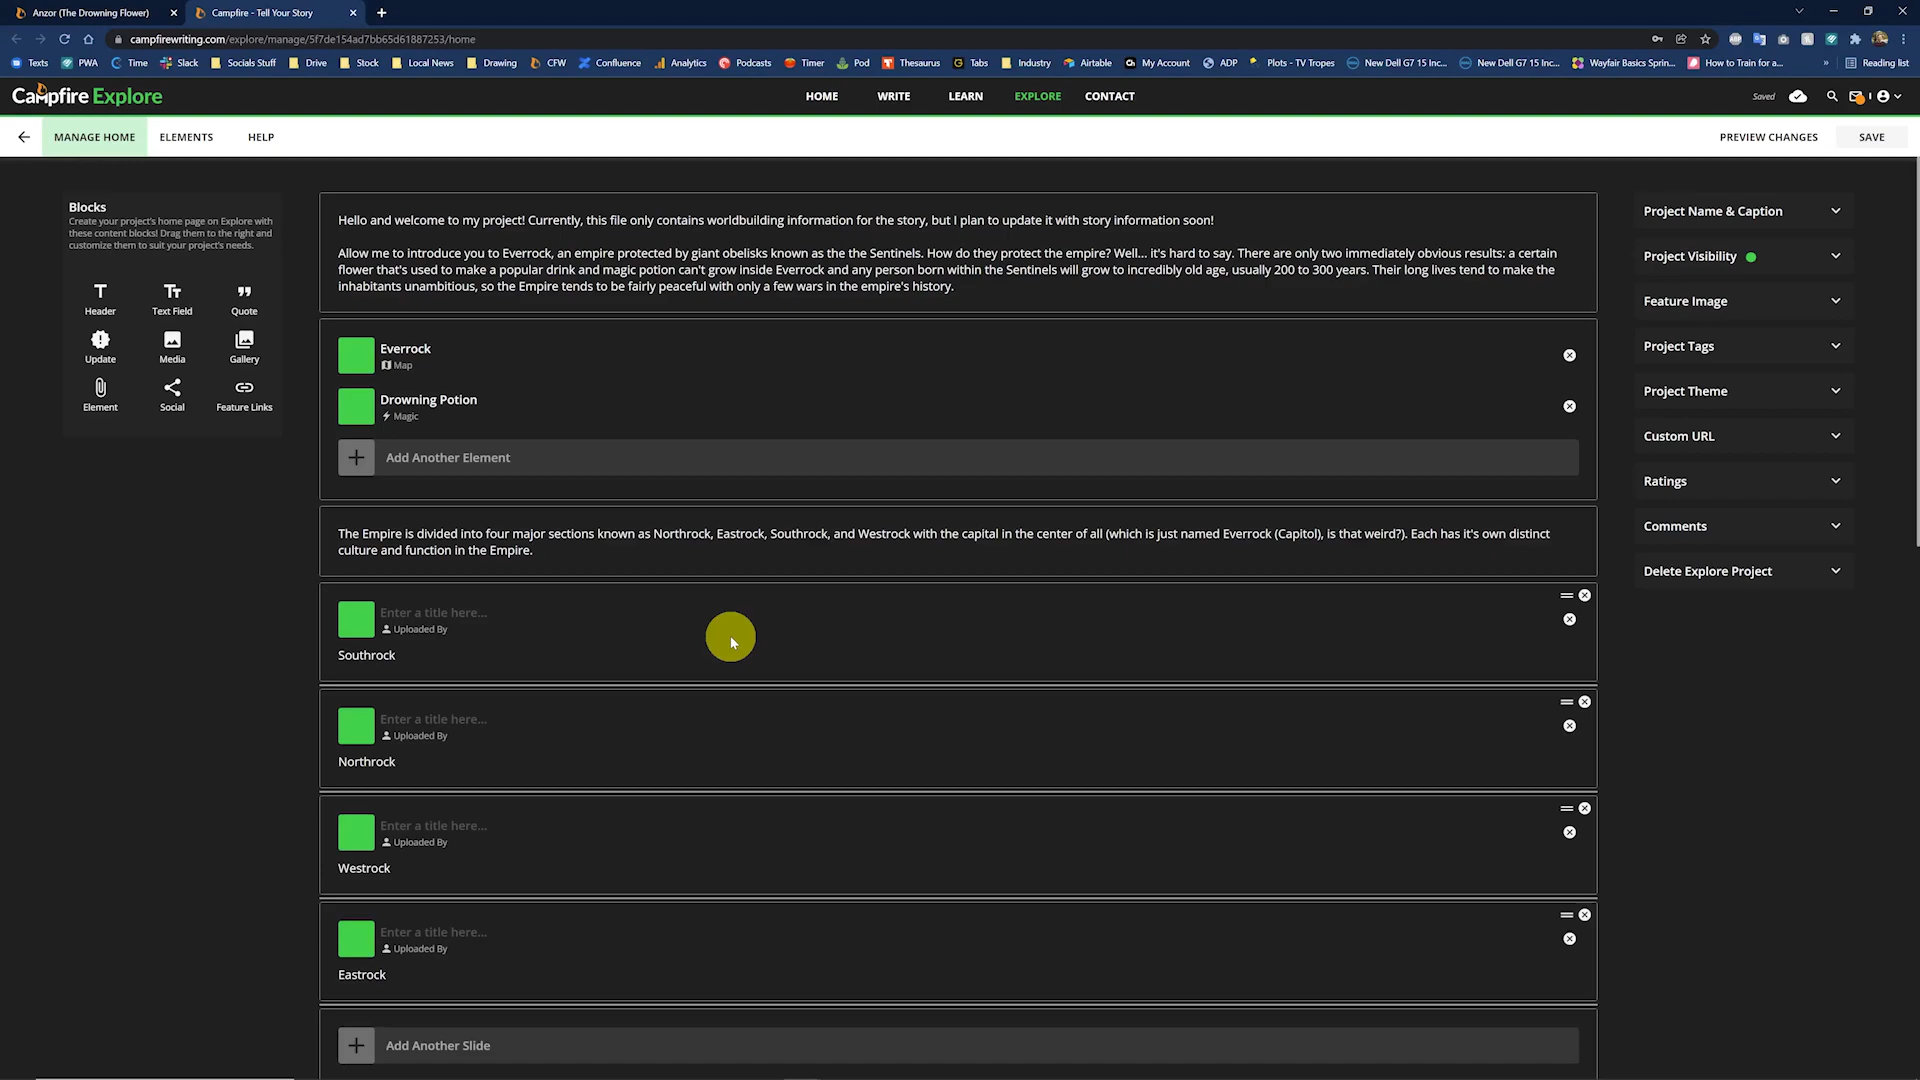 Anzor (The Drowning Flower)
Campfire - Tell Your Story
campfirewriting.com/explore/manage/5f7de154ad7bb65d61887253/home
Texts
PWA
Time
Slack
Socials Stuff
Drive
Stock
Local News
Drawing
CFW
Confluence
Analytics
Podcasts
Timer
Pod
Thesaurus
Tabs
Industry
Airtable
My Account
ADP
Plots - TV Tropes
New Dell G7 15 Inc...
New Dell G7 15 Inc...
Wayfair Basics Sprin...
How to Train for a...
»
Reading list
Campfire Explore
HOME
WRITE
LEARN
EXPLORE
CONTACT
Saved
MANAGE HOME
ELEMENTS
HELP
PREVIEW CHANGES
SAVE
Blocks
Create your project's home page on Explore with
these content blocks! Drag them to the right and
customize them to suit your project's needs.
Header
Text Field
Quote
Update
Media
Gallery
Element
Social
Feature Links
Hello and welcome to my project! Currently, this file only contains worldbuilding information for the story, but I plan to update it with story information soon!
Allow me to introduce you to Everrock, an empire protected by giant obelisks known as the the Sentinels. How do they protect the empire? Well... it's hard to say. There are only two immediately obvious results: a certain
flower that's used to make a popular drink and magic potion can't grow inside Everrock and any person born within the Sentinels will grow to incredibly old age, usually 200 to 300 years. Their long lives tend to make the
inhabitants unambitious, so the Empire tends to be fairly peaceful with only a few wars in the empire's history.
Everrock
Map
Drowning Potion
Magic
Add Another Element
The Empire is divided into four major sections known as Northrock, Eastrock, Southrock, and Westrock with the capital in the center of all (which is just named Everrock (Capitol), is that weird?). Each has it's own distinct
culture and function in the Empire.
Enter a title here...
Uploaded By
Southrock
Enter a title here...
Uploaded By
Northrock
Enter a title here...
Uploaded By
Westrock
Enter a title here...
Uploaded By
Eastrock
Add Another Slide
Project Name & Caption
Project Visibility
Feature Image
Project Tags
Project Theme
Custom URL
Ratings
Comments
Delete Explore Project